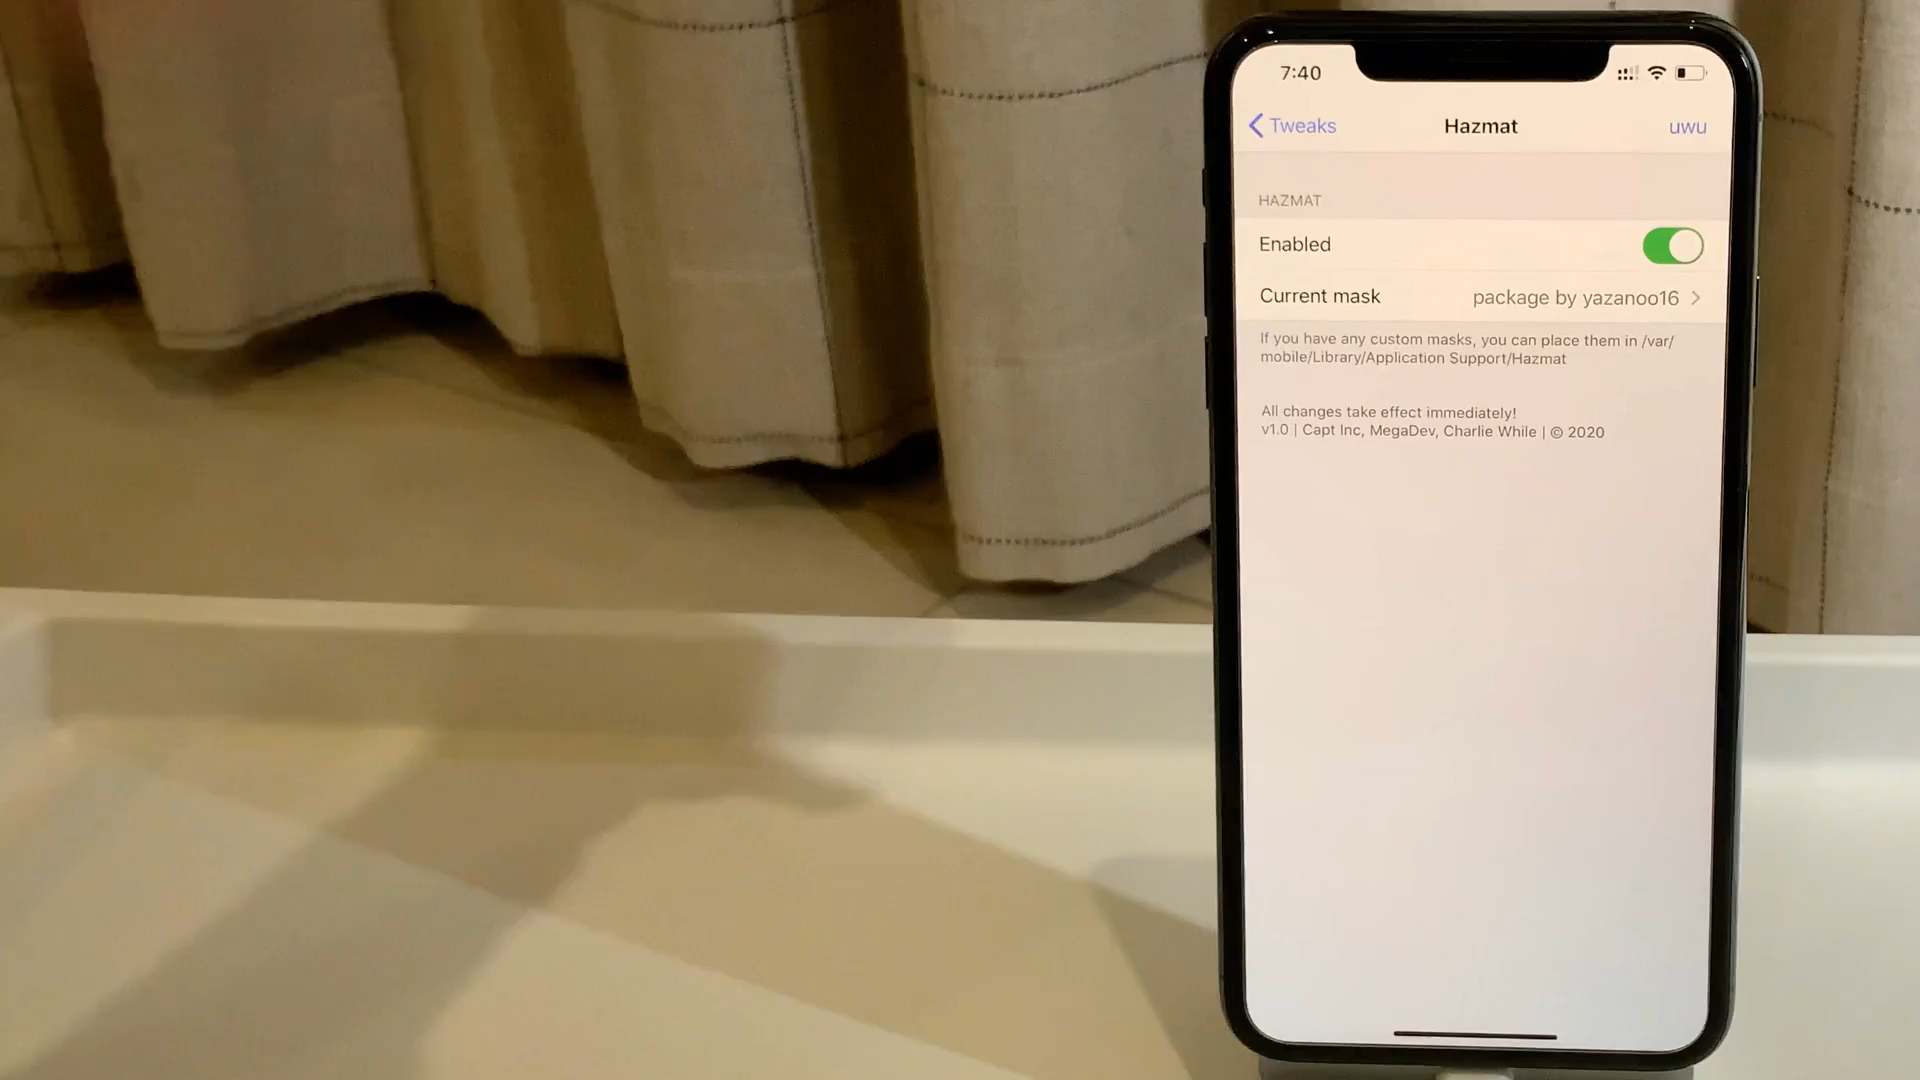 7:40
Tweaks
Hazmat
uwu
HAZMAT
Enabled
Current mask
package by yazanoo16
If you have any custom masks, you can place them in /var/
mobile/Library/Application Support/Hazmat
All changes take effect immediately!
v1.0 | Capt Inc, MegaDev, Charlie While | © 2020